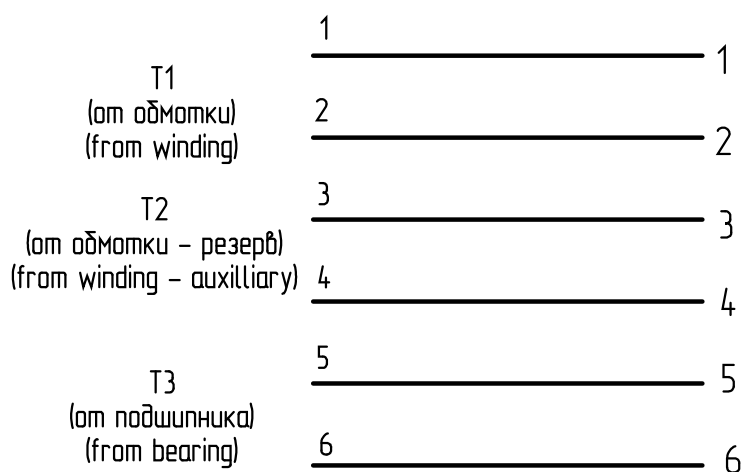 1
1
T1
(от обмотки)
2
(from winding)
2
3
T2
3
(от обмотки – резерв)
(from winding – auxilliary)
4
4
5
T3
5
(от подшипника)
(from bearing)
6
6